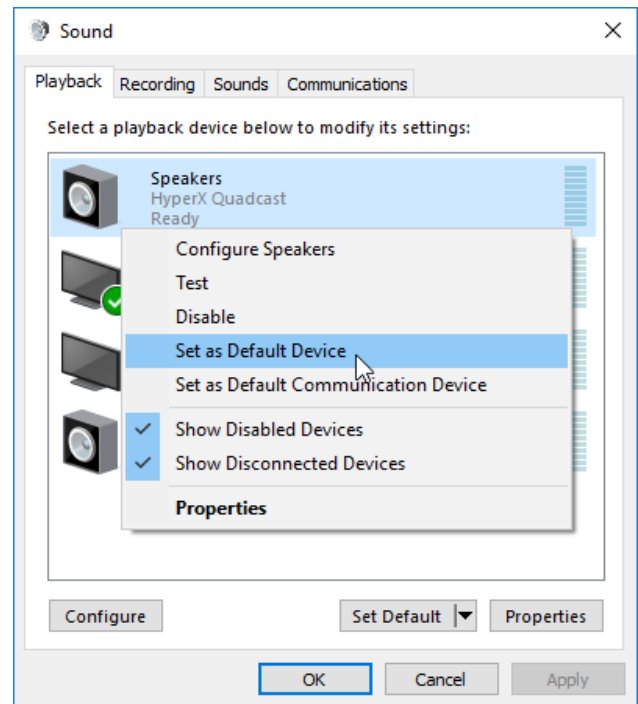 Sound
Playback Recording Sounds Communications
Select a playback device below to modify its settings:
Speakers
HyperX Quadcast
Ready
Configure Speakers
Test
Disable
Set as Default Device
Set as Default Communication Device
Show Disabled Devices
Show Disconnected Devices
Properties
Configure Set Default Properties
OK Cancel Apply